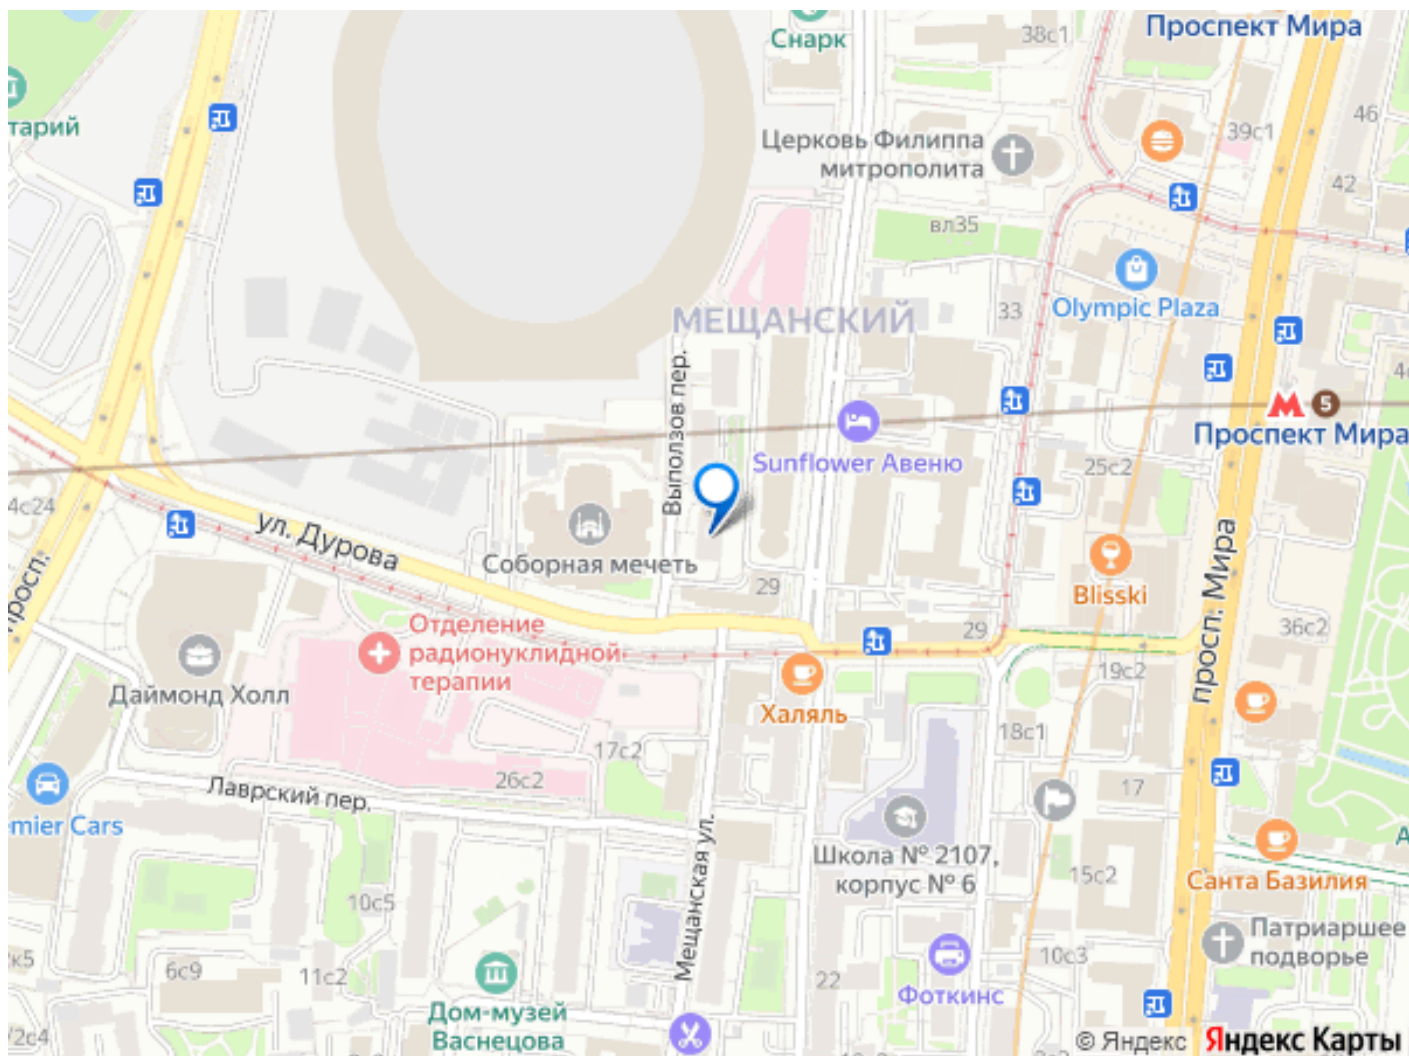 Снарк
38с1
Проспект Мира
тарий
46
39с1
Церковь Филиппа
митрополита
42
вл35
Olympic Plaza
33
МЕЩАНСКИЙ
Выползов пер.
5
Проспект Мира
Sunflower Авеню
25с2
4с24
ул. Дурова
Соборная мечеть
29
Blisski
просп. Мира
просп.
Отделение
радионуклидной
терапии
29
36с2
Даймонд Холл
19с2
Халяль
18с1
17с2
26с2
17
Лаврский пер.
mier Cars
Мещанская ул.
Школа № 2107,
корпус № 6
15с2
Санта Базилия
10с5
Патриаршее
подворье
6с9
11с2
10с3
22
Фоткинс
Дом-музей
Васнецова
© Яндекс Яндекс Карты